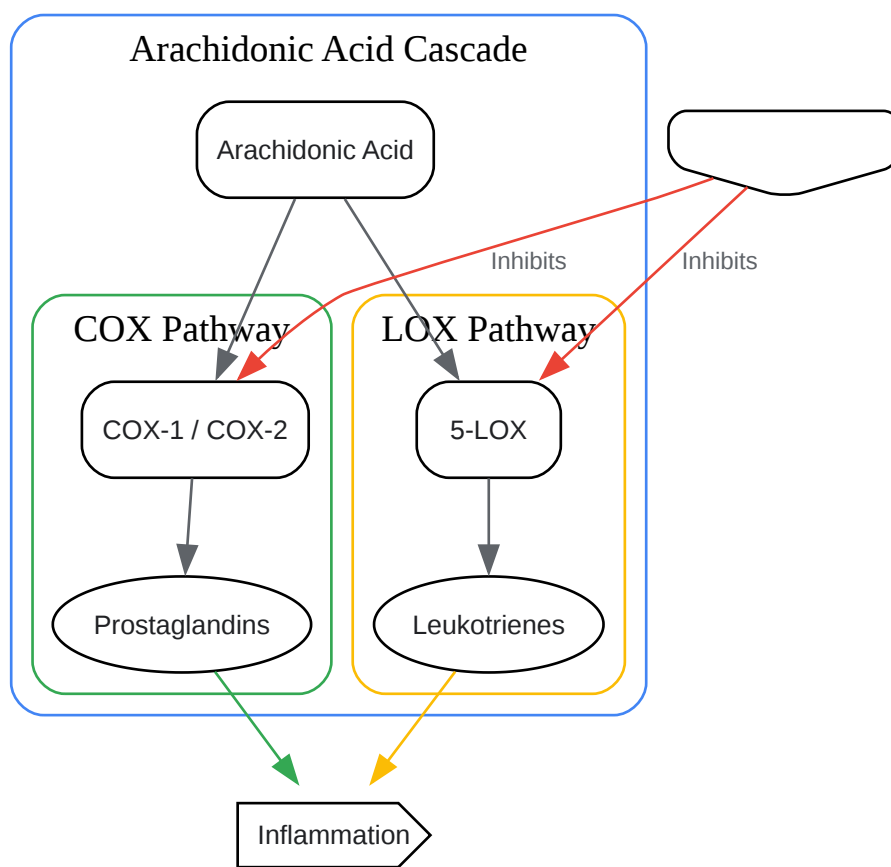 Arachidonic Acid Cascade
Arachidonic Acid
Inhibits
Inhibits
COX Pathway
LOX Pathway
COX-1 / COX-2
5-LOX
Prostaglandins
Leukotrienes
Inflammation